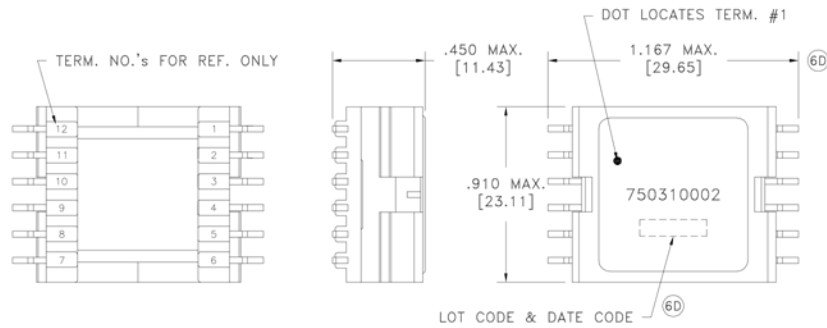 DOT LOCATES TERM. #1
TERM. NO.'s FOR REF. ONLY
.450 MAX.
[11.43]
1.167 MAX.
[29.65]
6D
12
11
10
9
8
7
1
2
3
4
5
6
.910 MAX.
[23.11]
750310002
LOT CODE & DATE CODE
6D